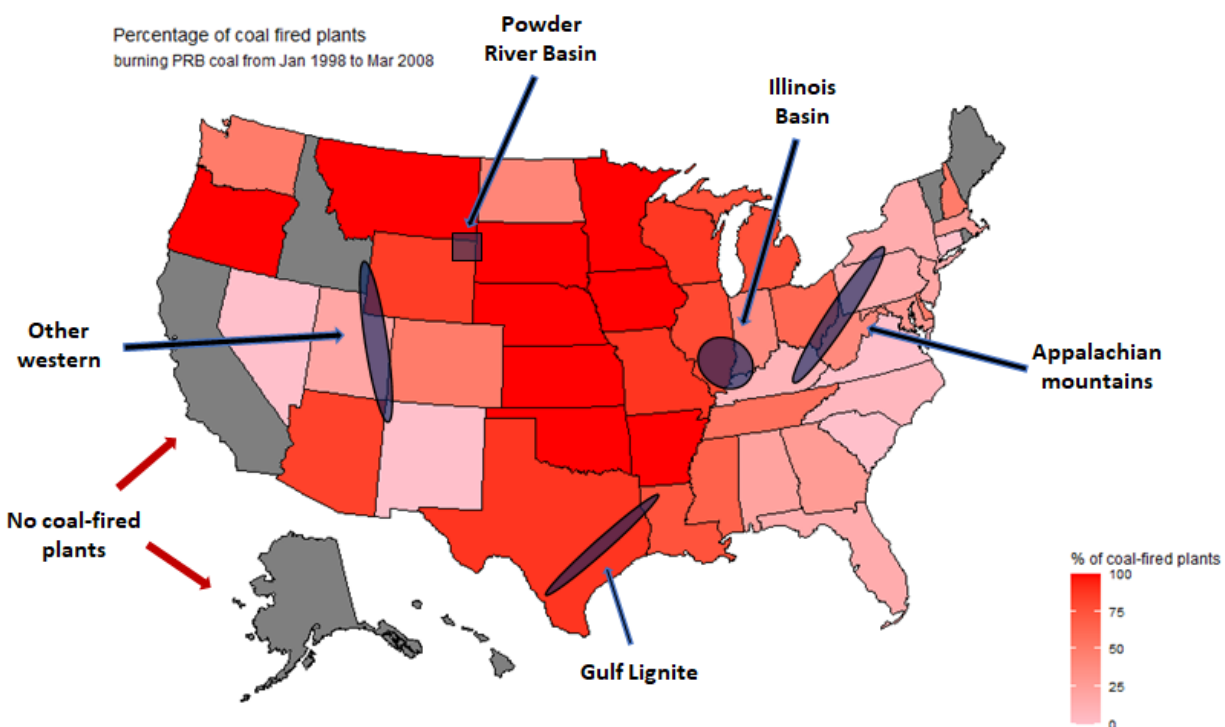 Percentage of coal fired plants
burning PRB coal from Jan 1998 to Mar 2008
Powder
River Basin
Illinois
Basin
Other
western
Appalachian
mountains
No coal-fired
plants
Gulf Lignite
% of coal-fired plants
100
75
50
25
0